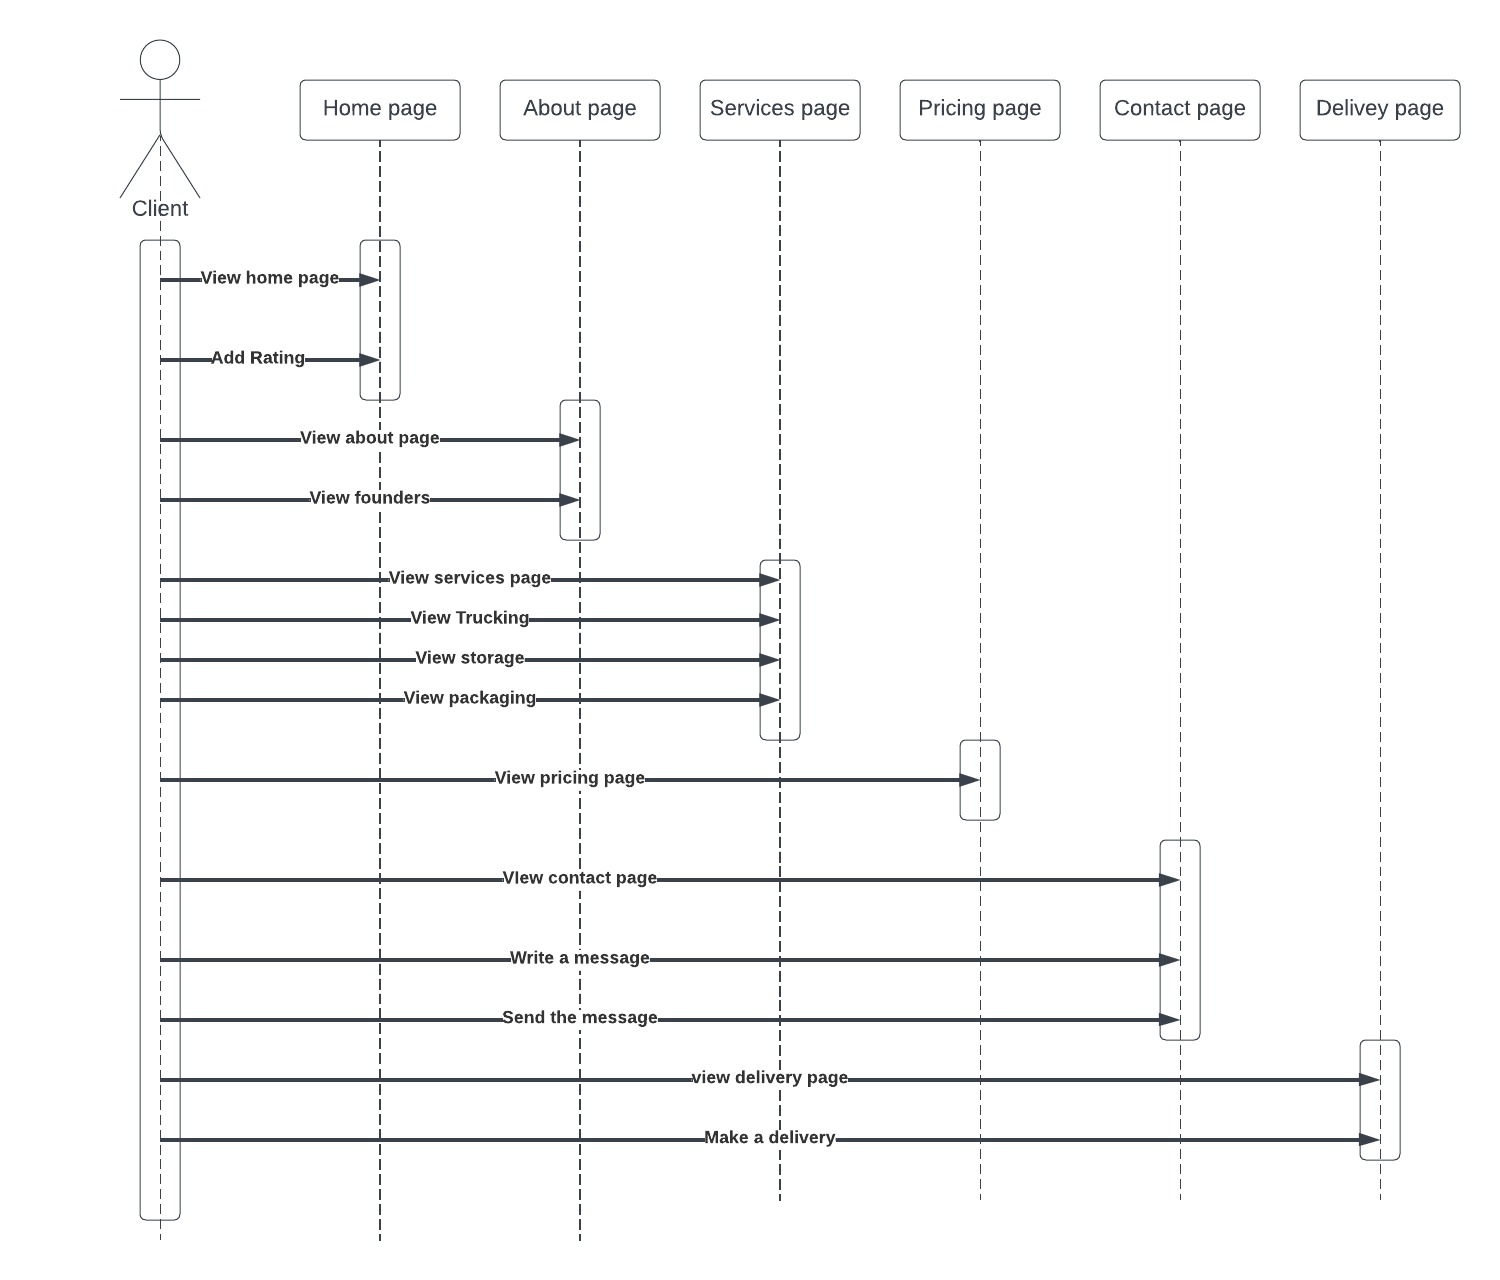 Home page
About page
Services page
Pricing page
Contact page
Delivey page
Client
View home page
Add Rating
View about page
View founders
View services page
View Trucking
View storage
View packaging
View pricing page
VIew contact page
Write a message
Send the message
view delivery page
Make a delivery